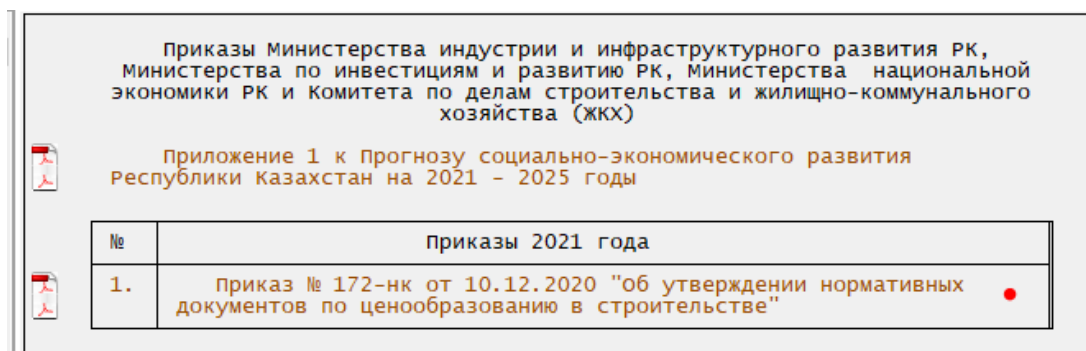 Приказы Министерства индустрии и инфраструктурного развития РК,
Министерства по инвестициям и развитию РК, Министерства национальной
экономики РК и Комитета по делам строительства и жилищно-коммунального
хозяйства (ЖКХ)
Приложение 1 к Прогнозу социально-экономического развития
Республики Казахстан на 2021 - 2025 годы
№ Приказы 2021 года
1. Приказ № 172-нк от 10.12.2020 "Об утверждении нормативных
документов по ценообразованию в строительстве"